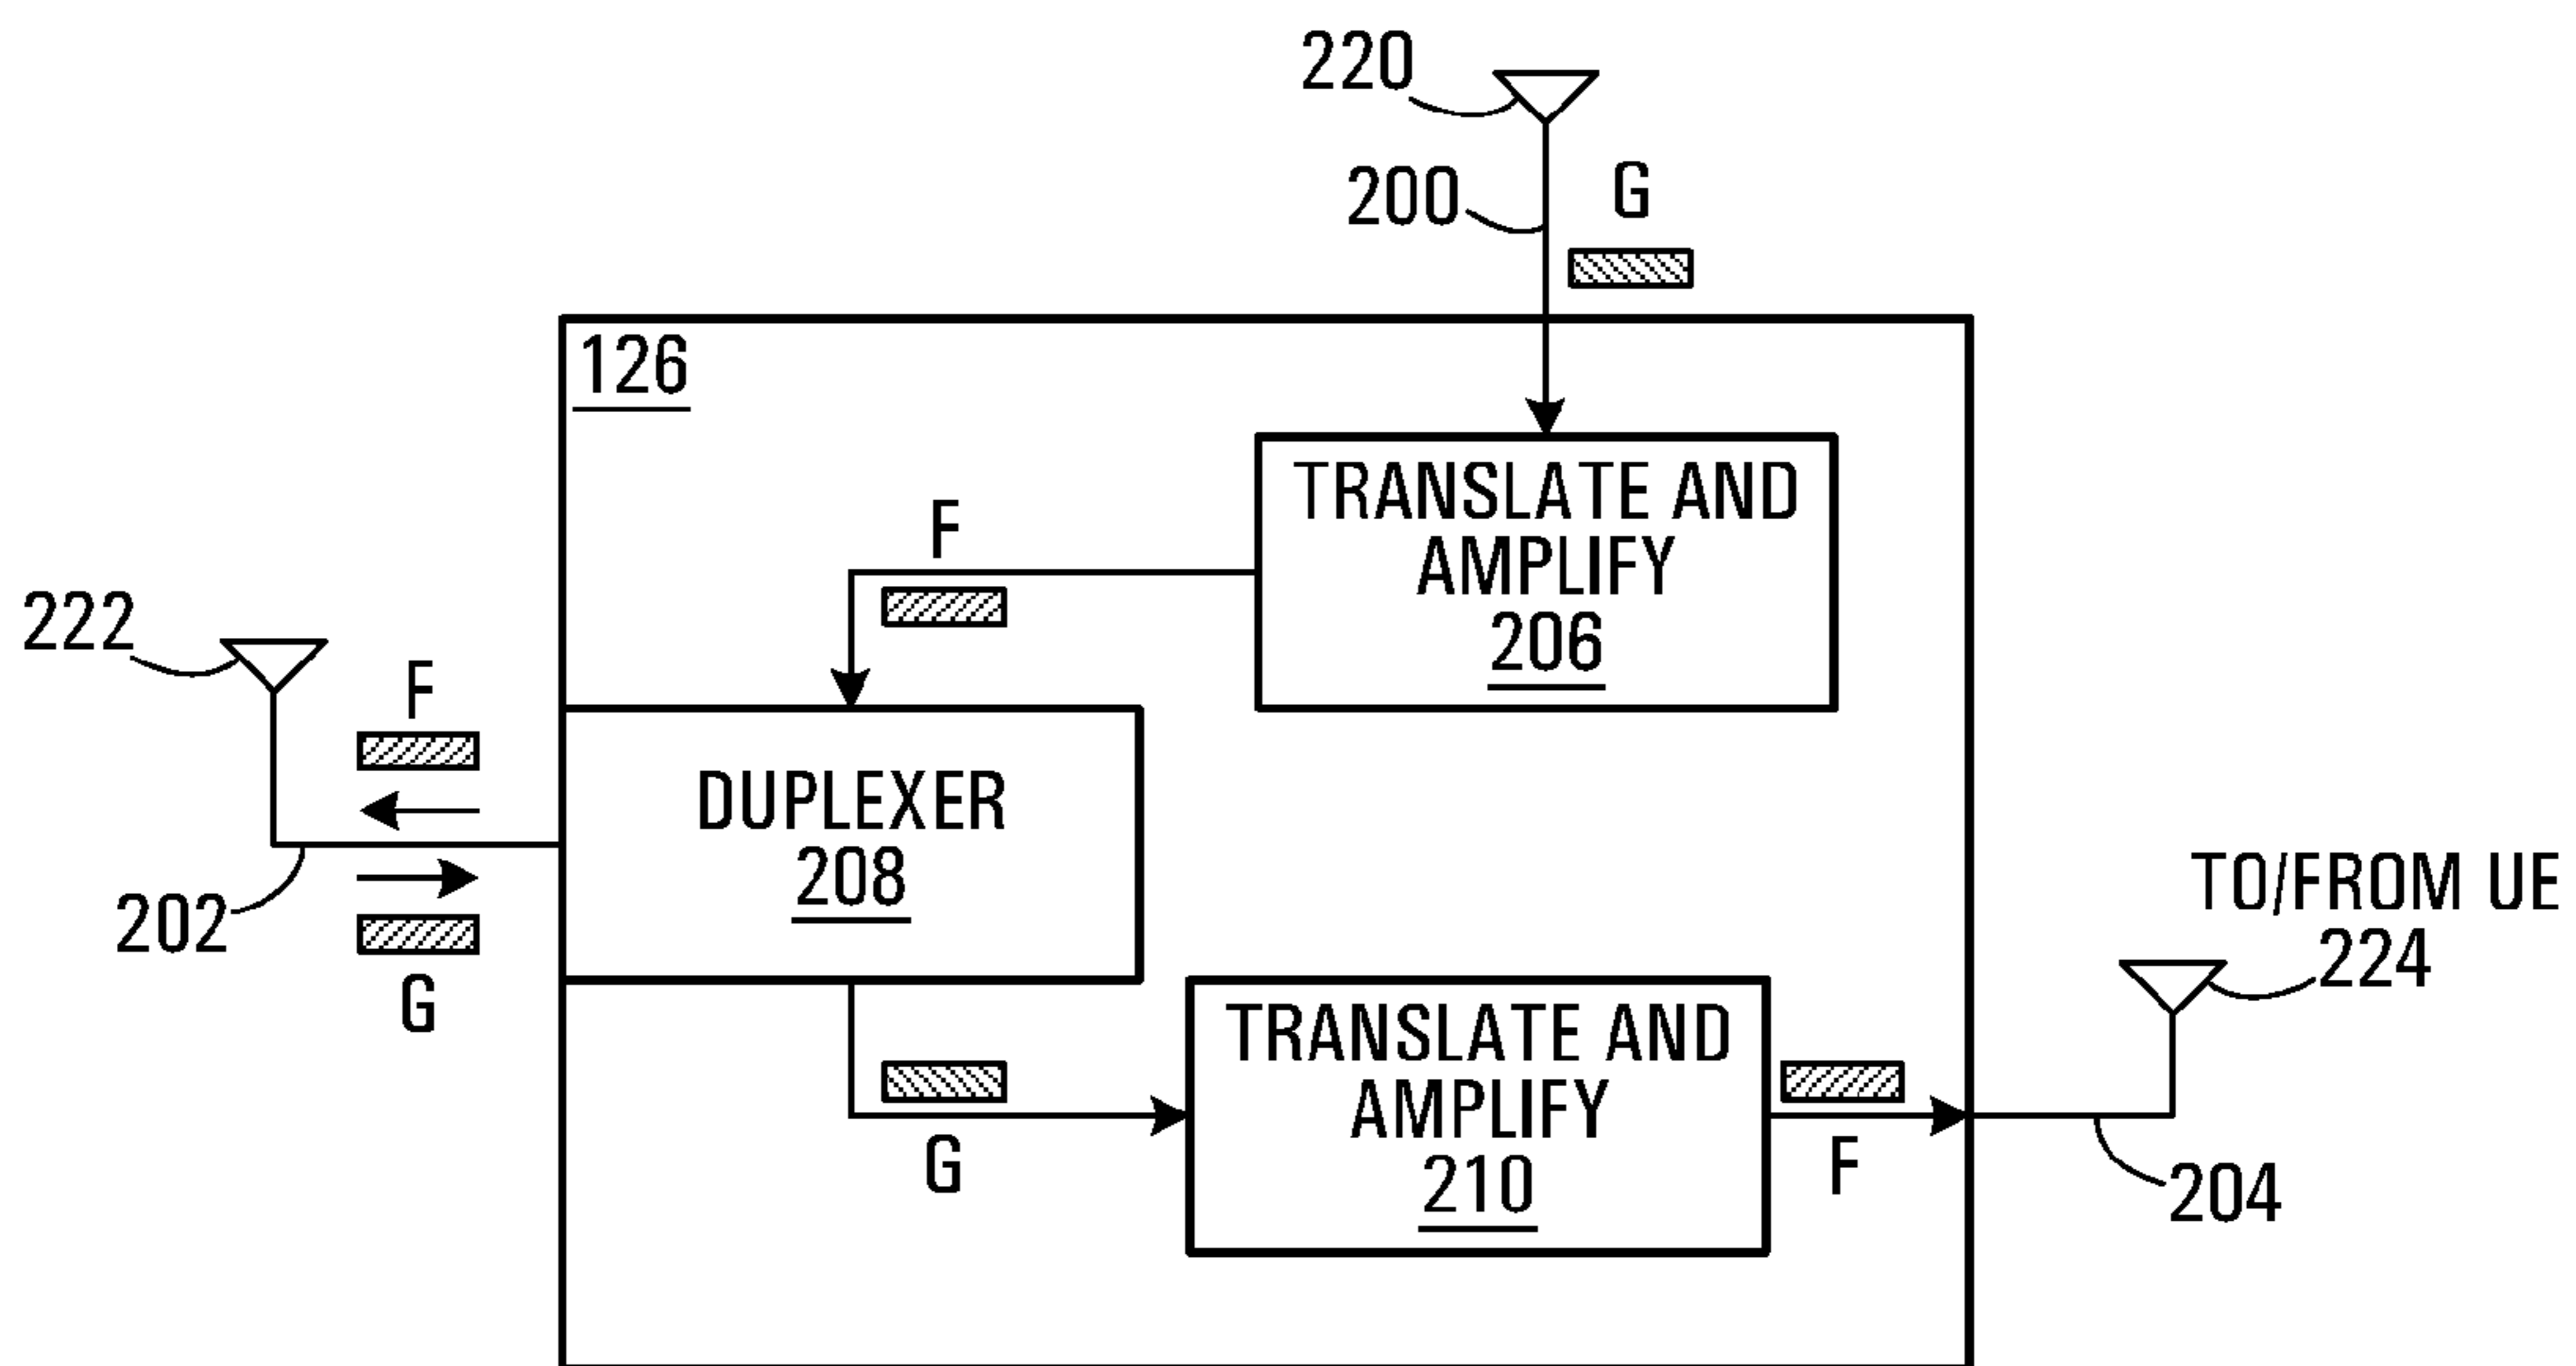 220
200
G
126
TRANSLATE AND
AMPLIFY
206
F
222
F
DUPLEXER
208
202
G
TO/FROM UE
224
TRANSLATE AND
AMPLIFY
210
G
F
204